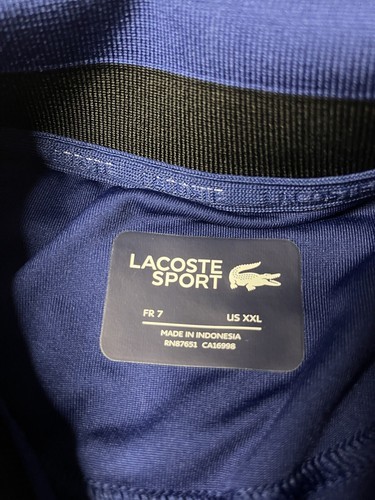 LACOSTE
SPORT
FR 7 US XXL
MADE IN INDONESIA
RN87651 CA16998